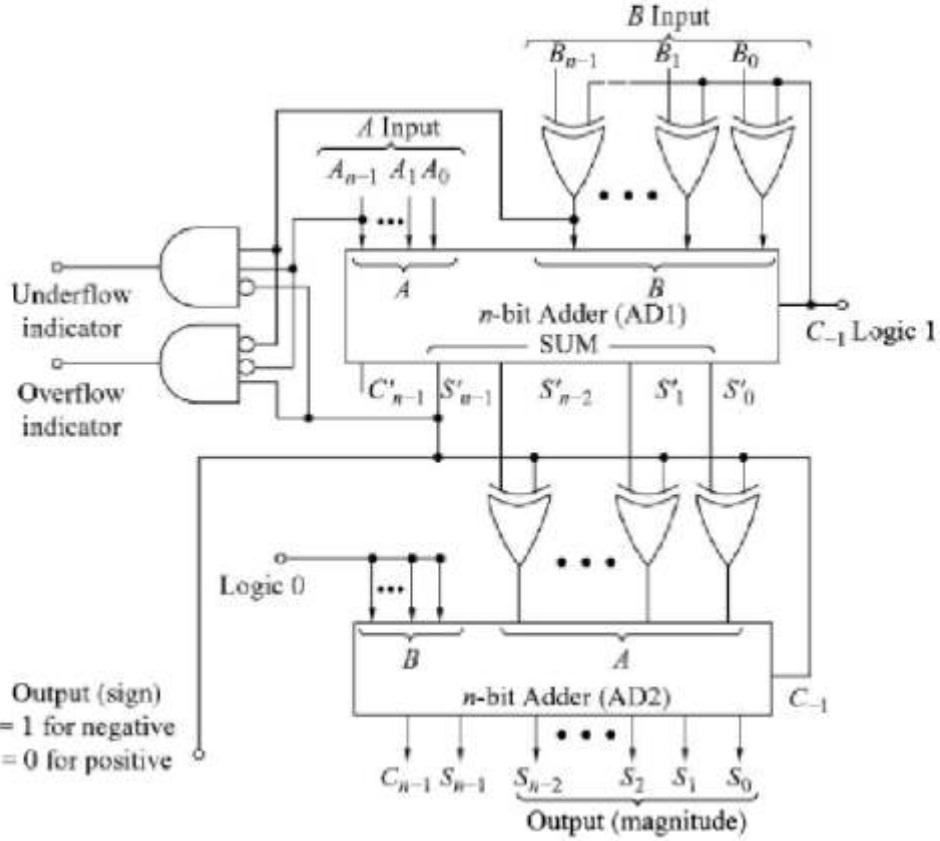 B Input
Bₙ₋₁ B₁ B₀
A Input
Aₙ₋₁ A₁ A₀
A B
n-bit Adder (AD1)
SUM
C₋₁ Logic 1
Underflow
indicator
Overflow
indicator
C′ₙ₋₁ S′ₙ₋₁ S′ₙ₋₂ S′₁ S′₀
Logic 0
B A
n-bit Adder (AD2)
C₋₁
Output (sign)
= 1 for negative
= 0 for positive
Cₙ₋₁ Sₙ₋₁ Sₙ₋₂ S₂ S₁ S₀
Output (magnitude)